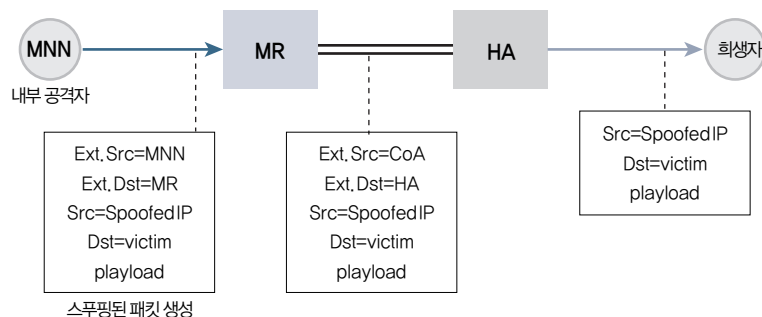 MNN
MR
HA
희생자
내부 공격자
Ext.Src=MNN
Ext.Dst=MR
Src=SpoofedIP
Dst=victim
playload
Ext.Src=CoA
Ext.Dst=HA
Src=SpoofedIP
Dst=victim
playload
Src=SpoofedIP
Dst=victim
playload
스푸핑된 패킷 생성